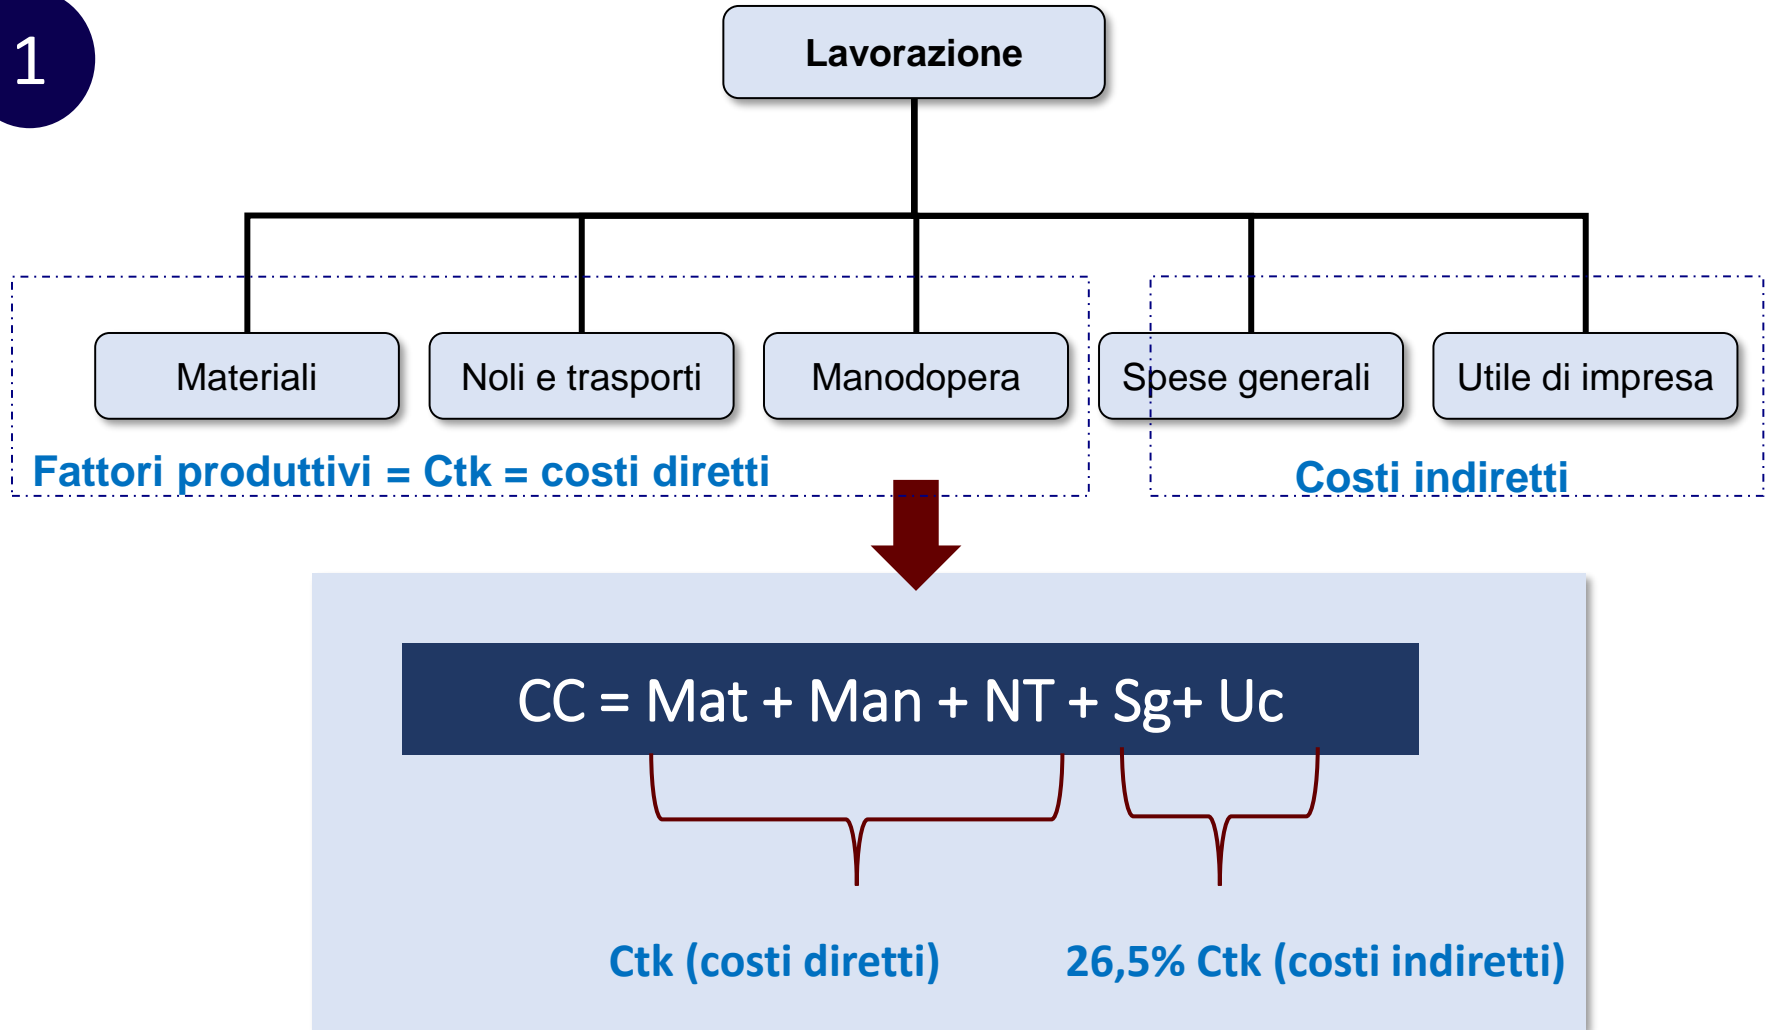 1
Lavorazione
Materiali
Noli e trasporti
Manodopera
Spese generali
Utile di impresa
Fattori produttivi = Ctk = costi diretti
Costi indiretti
CC = Mat + Man + NT + Sg+ Uc
Ctk (costi diretti)
26,5% Ctk (costi indiretti)